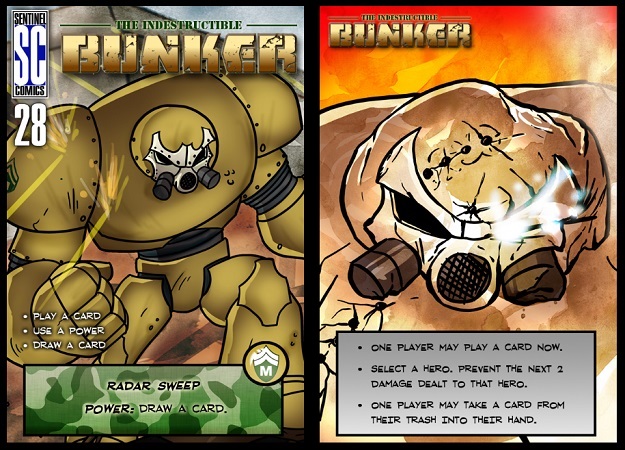 SENTINEL
SC
COMICS
28
THE INDESTRUCTIBLE
BUNKER
• PLAY A CARD
• USE A POWER
• DRAW A CARD
M
RADAR SWEEP
POWER: DRAW A CARD.
THE INDESTRUCTIBLE
BUNKER
• ONE PLAYER MAY PLAY A CARD NOW.
• SELECT A HERO. PREVENT THE NEXT 2
DAMAGE DEALT TO THAT HERO.
• ONE PLAYER MAY TAKE A CARD FROM
THEIR TRASH INTO THEIR HAND.